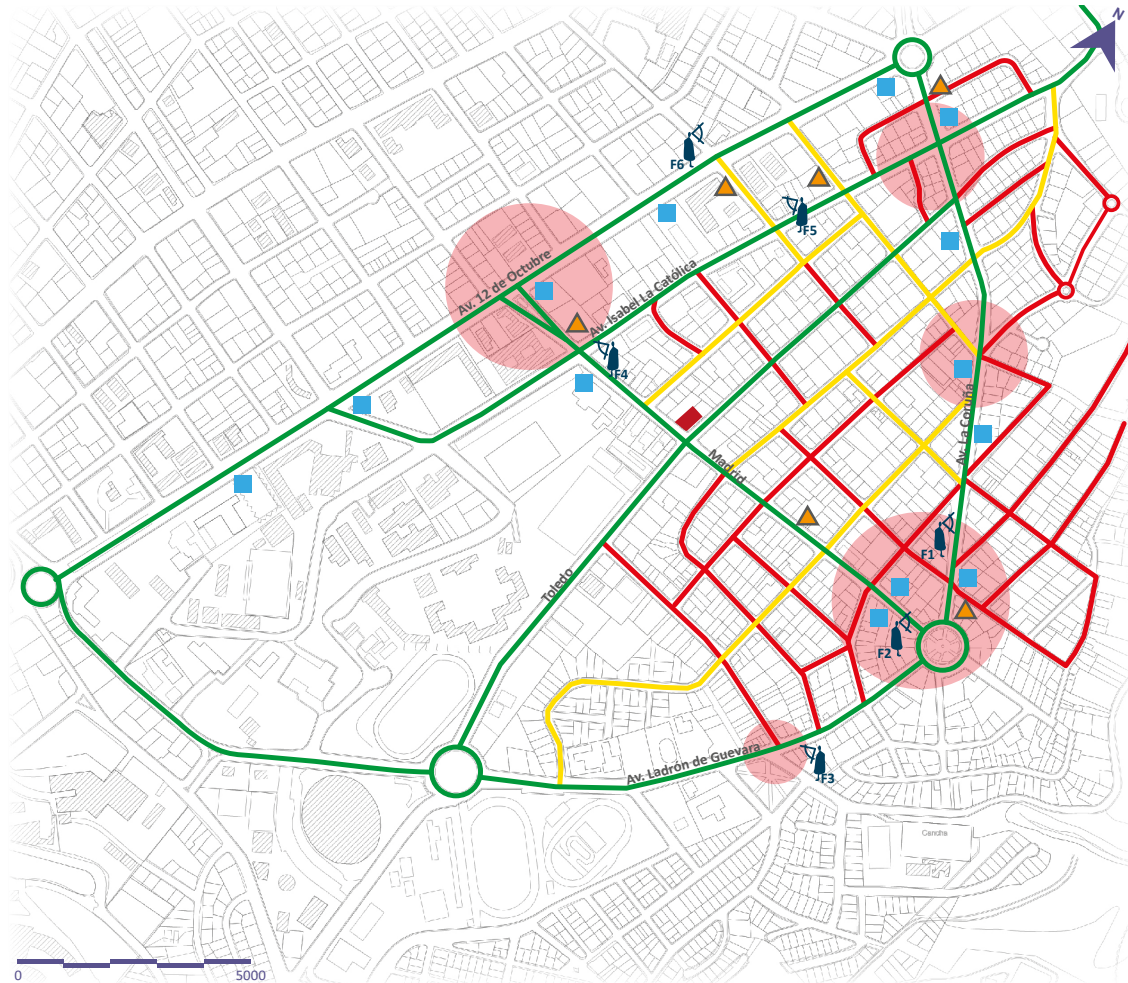 N
F6
F5
Av. 12 de Octubre
Av. Isabel La Católica
F4
Av. La Coruña
Madrid
F1
Toledo
F2
Av. Ladrón de Guevara
F3
Cancha
0
5000